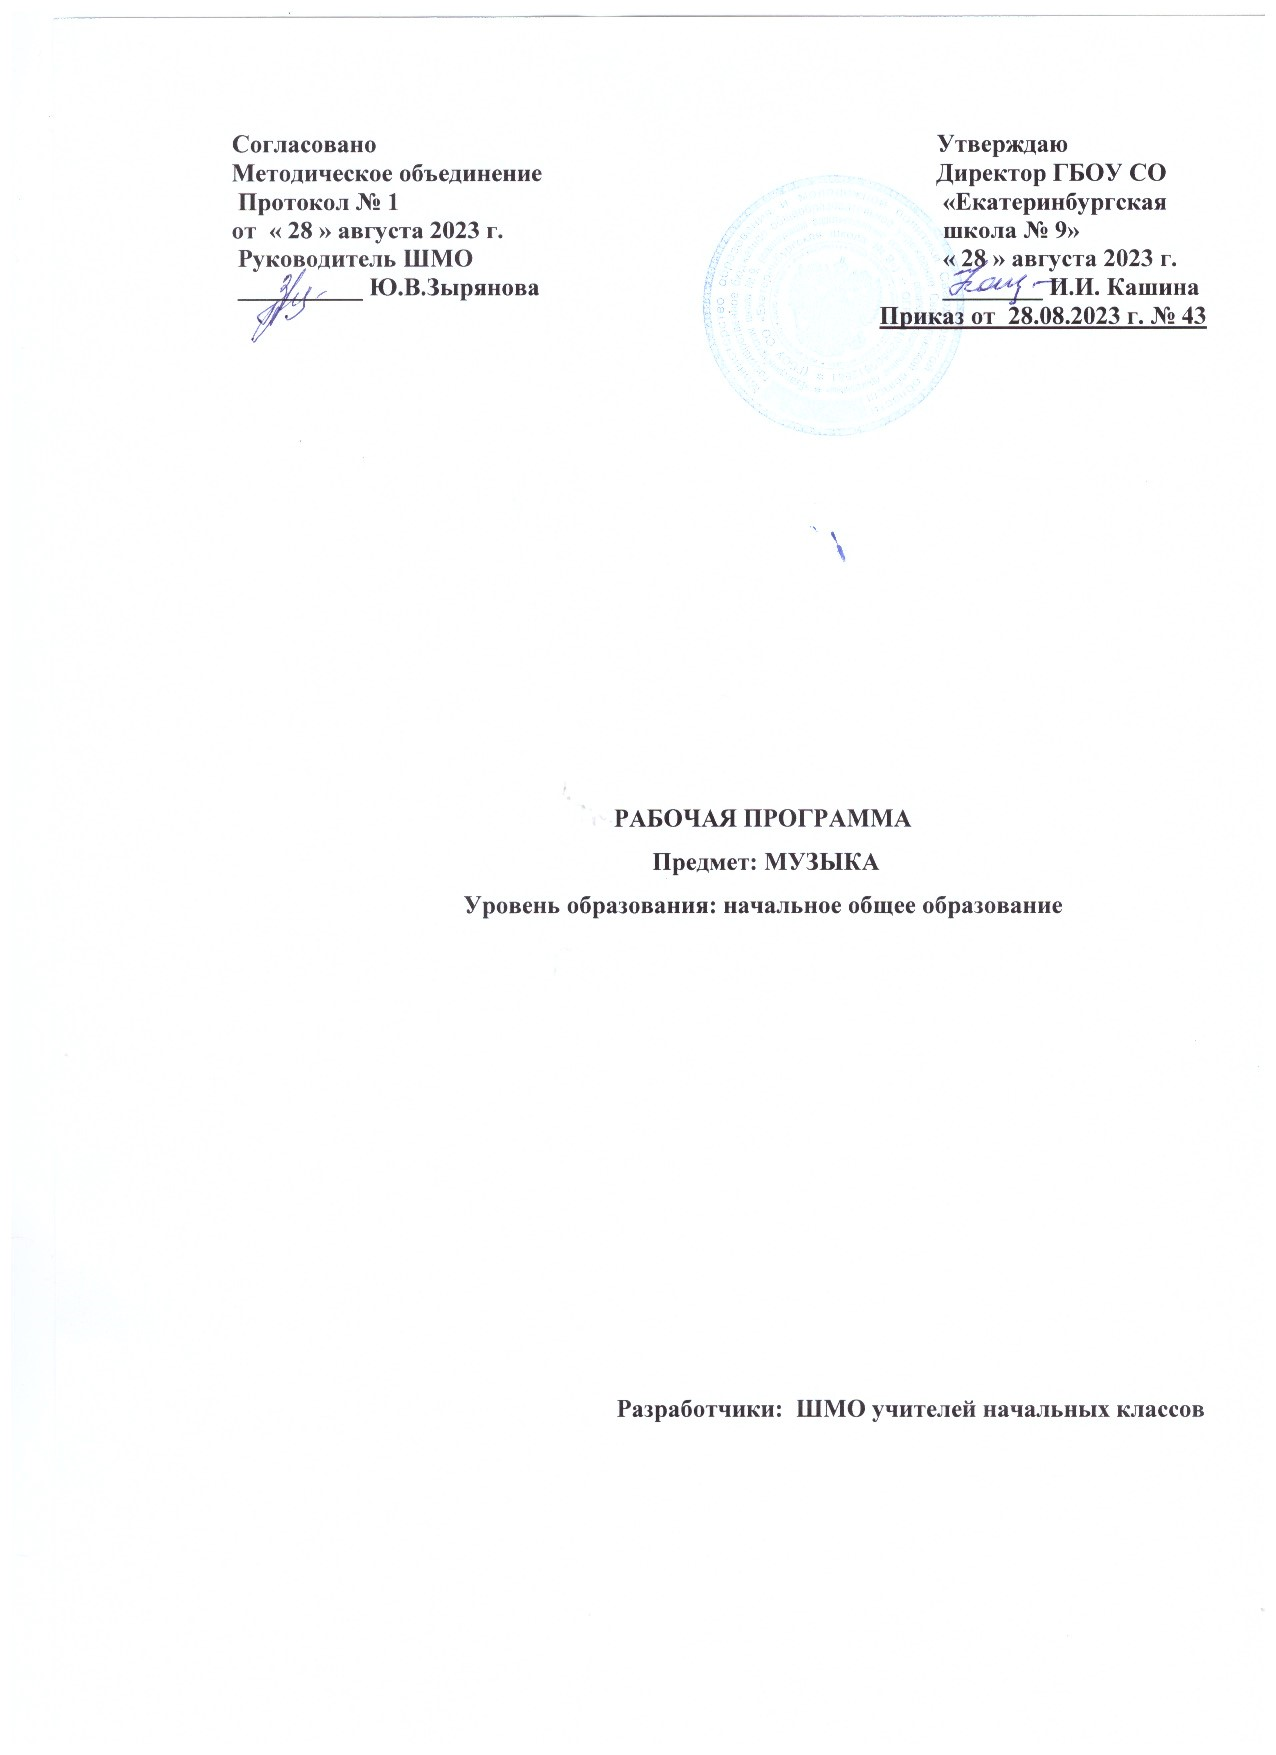 Согласовано
Методическое объединение
Протокол № 1
от « 28 » августа 2023 г.
Руководитель ШМО
__________ Ю.В.Зырянова
Утверждаю
Директор ГБОУ СО
«Екатеринбургская
школа № 9»
« 28 » августа 2023 г.
________ И.И. Кашина
Приказ от 28.08.2023 г. № 43
РАБОЧАЯ ПРОГРАММА
Предмет: МУЗЫКА
Уровень образования: начальное общее образование
Разработчики: ШМО учителей начальных классов